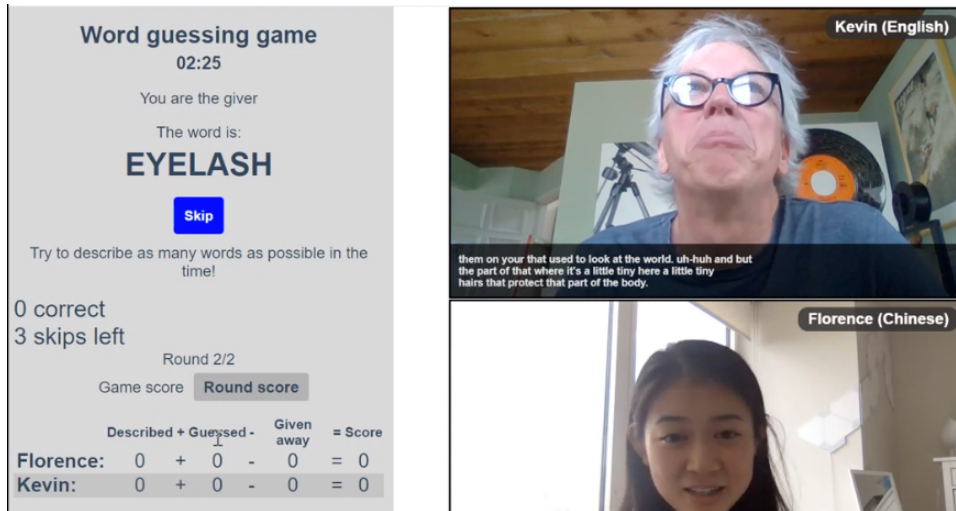 Word guessing game
02:25
You are the giver
The word is:
EYELASH
Skip
Try to describe as many words as possible in the
time!
0 correct
3 skips left
Round 2/2
Game score Round score
Described + Guessed - Given away = Score
Florence: 0 + 0 - 0 = 0
Kevin: 0 + 0 - 0 = 0
Kevin (English)
them on your that used to look at the world. uh-huh and but
the part of that where it's a little tiny here a little tiny
hairs that protect that part of the body.
Florence (Chinese)